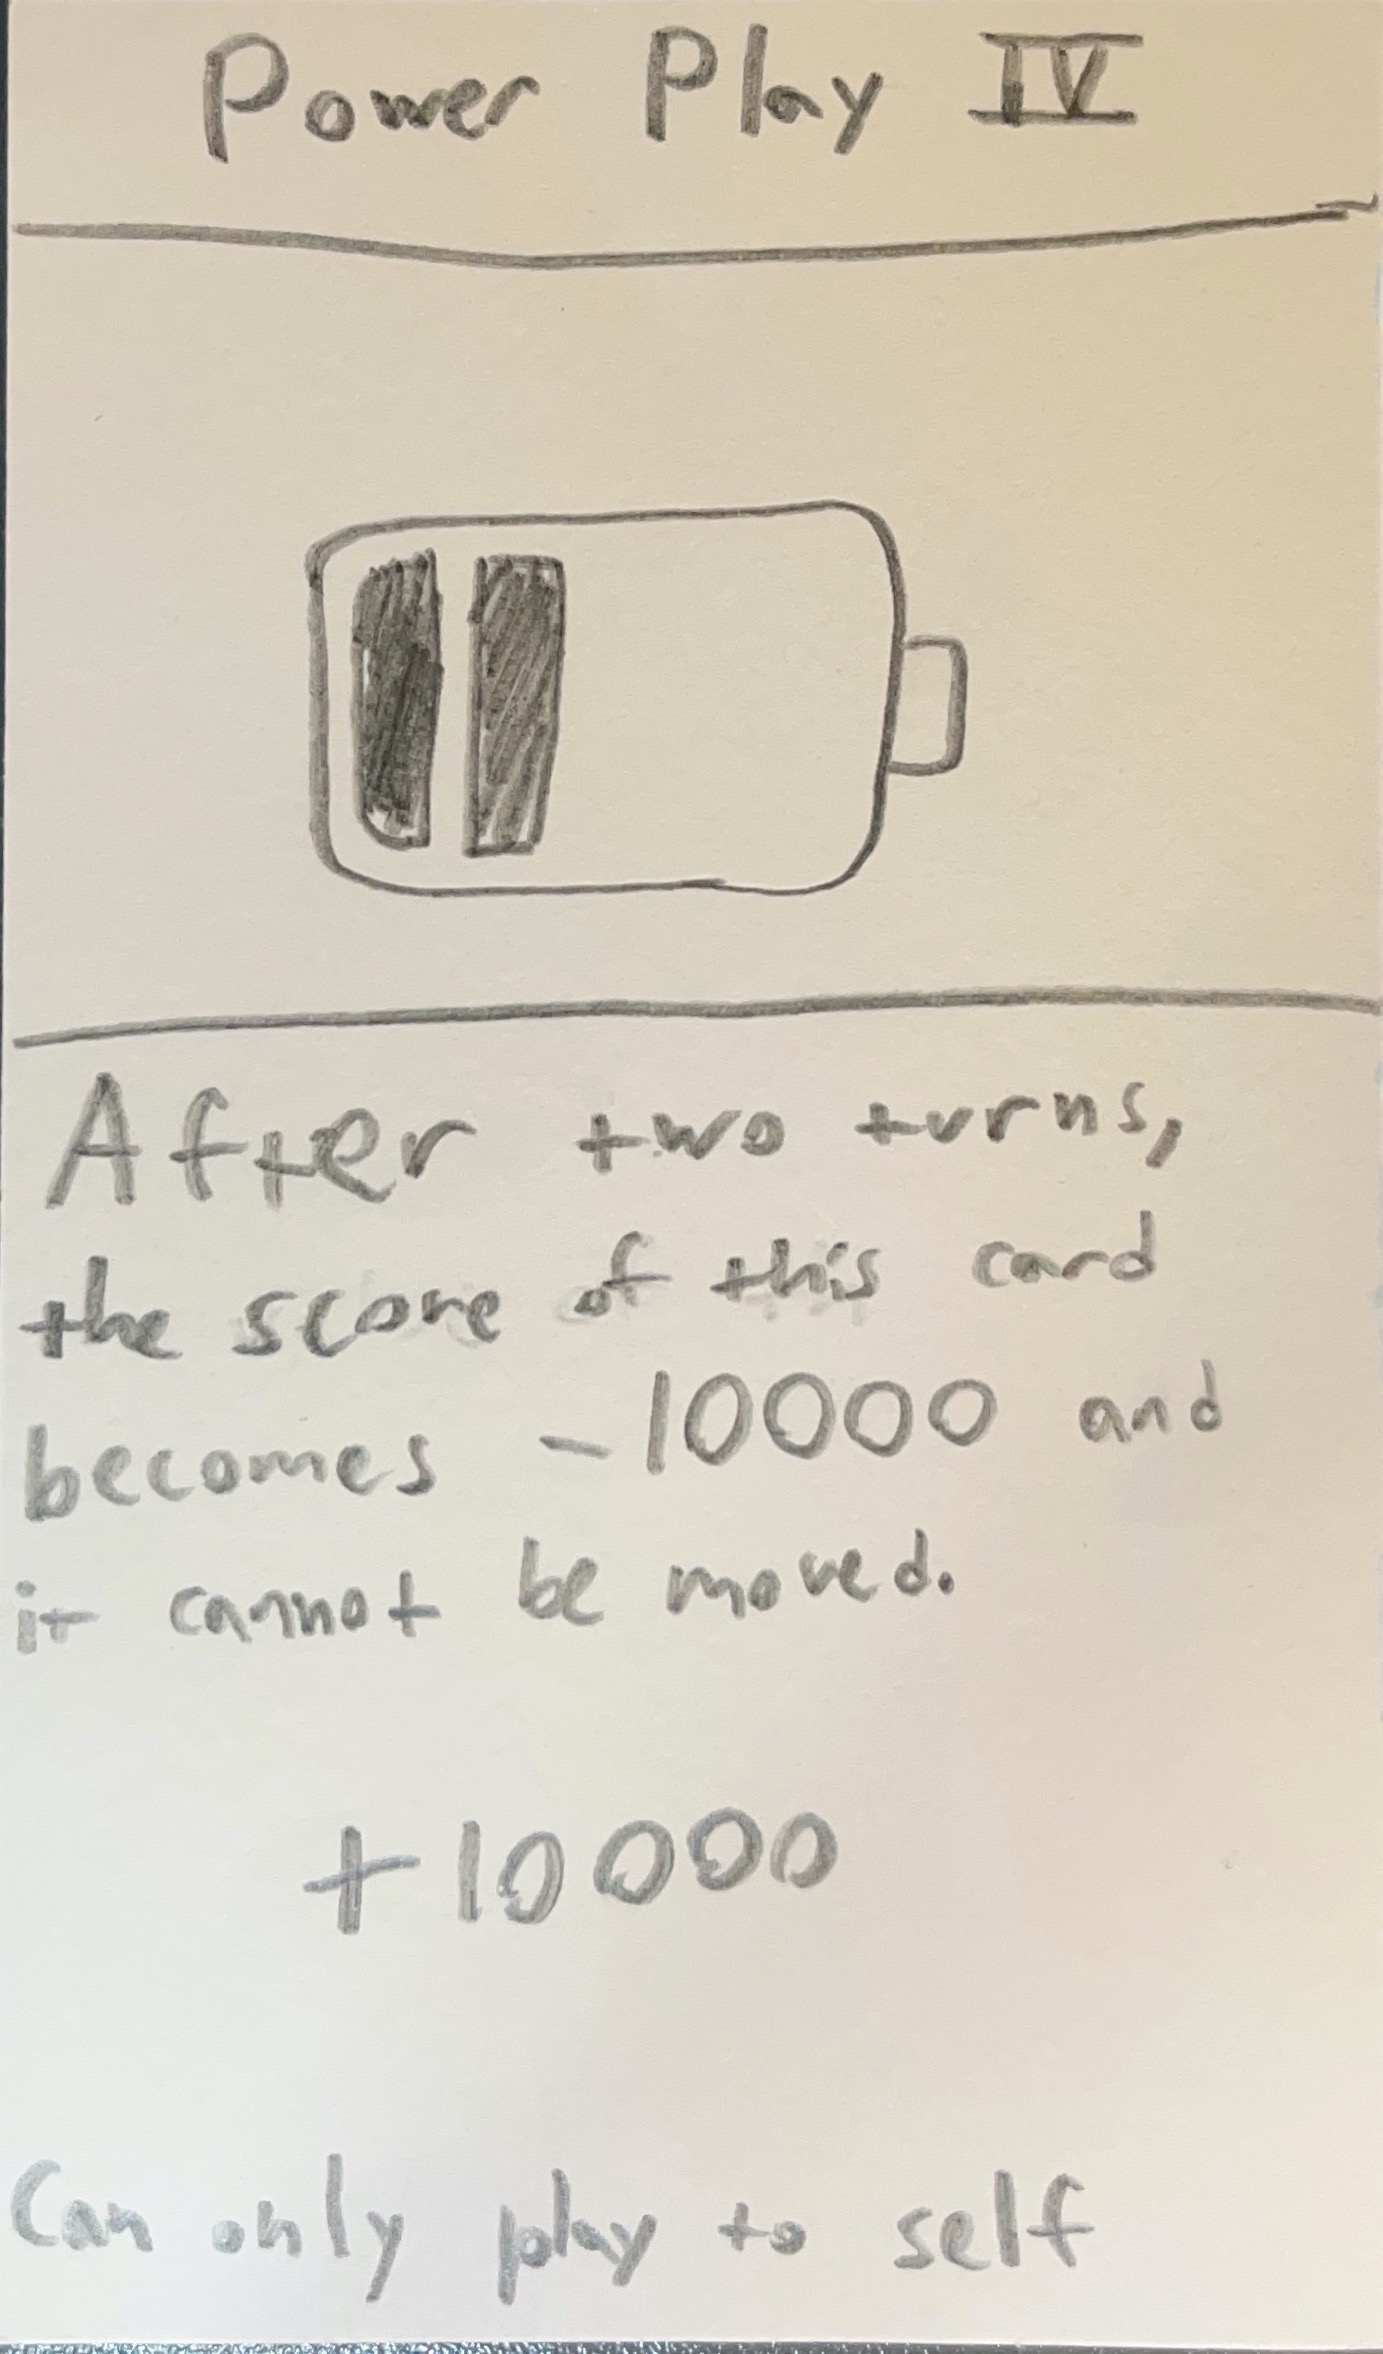 Power Play IV
After two turns,
the score of this card
becomes -10000 and
it cannot be moved.
+10000
Can only play to self